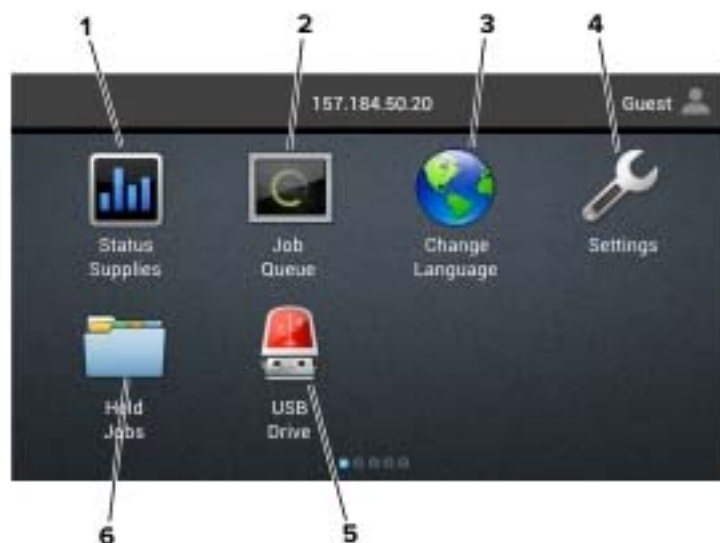 1 2 3 4
157.184.50.20 Guest
Status Job Change Settings
Supplies Queue Language
Held USB
Jobs Drive
6 5